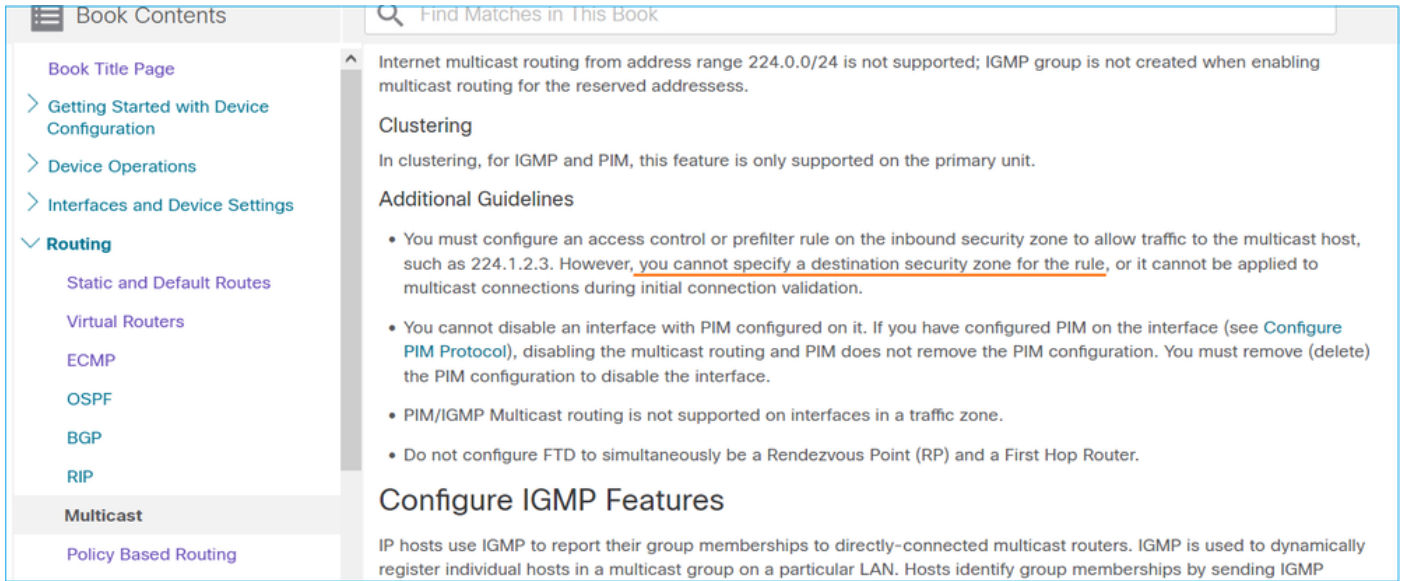 Book Contents
Find Matches in This Book
Book Title Page
Getting Started with Device
Configuration
Device Operations
Interfaces and Device Settings
Routing
Static and Default Routes
Virtual Routers
ECMP
OSPF
BGP
RIP
Multicast
Policy Based Routing
Internet multicast routing from address range 224.0.0/24 is not supported; IGMP group is not created when enabling
multicast routing for the reserved addressess.
Clustering
In clustering, for IGMP and PIM, this feature is only supported on the primary unit.
Additional Guidelines
• You must configure an access control or prefilter rule on the inbound security zone to allow traffic to the multicast host,
such as 224.1.2.3. However, you cannot specify a destination security zone for the rule, or it cannot be applied to
multicast connections during initial connection validation.
• You cannot disable an interface with PIM configured on it. If you have configured PIM on the interface (see Configure
PIM Protocol), disabling the multicast routing and PIM does not remove the PIM configuration. You must remove (delete)
the PIM configuration to disable the interface.
• PIM/IGMP Multicast routing is not supported on interfaces in a traffic zone.
• Do not configure FTD to simultaneously be a Rendezvous Point (RP) and a First Hop Router.
Configure IGMP Features
IP hosts use IGMP to report their group memberships to directly-connected multicast routers. IGMP is used to dynamically
register individual hosts in a multicast group on a particular LAN. Hosts identify group memberships by sending IGMP